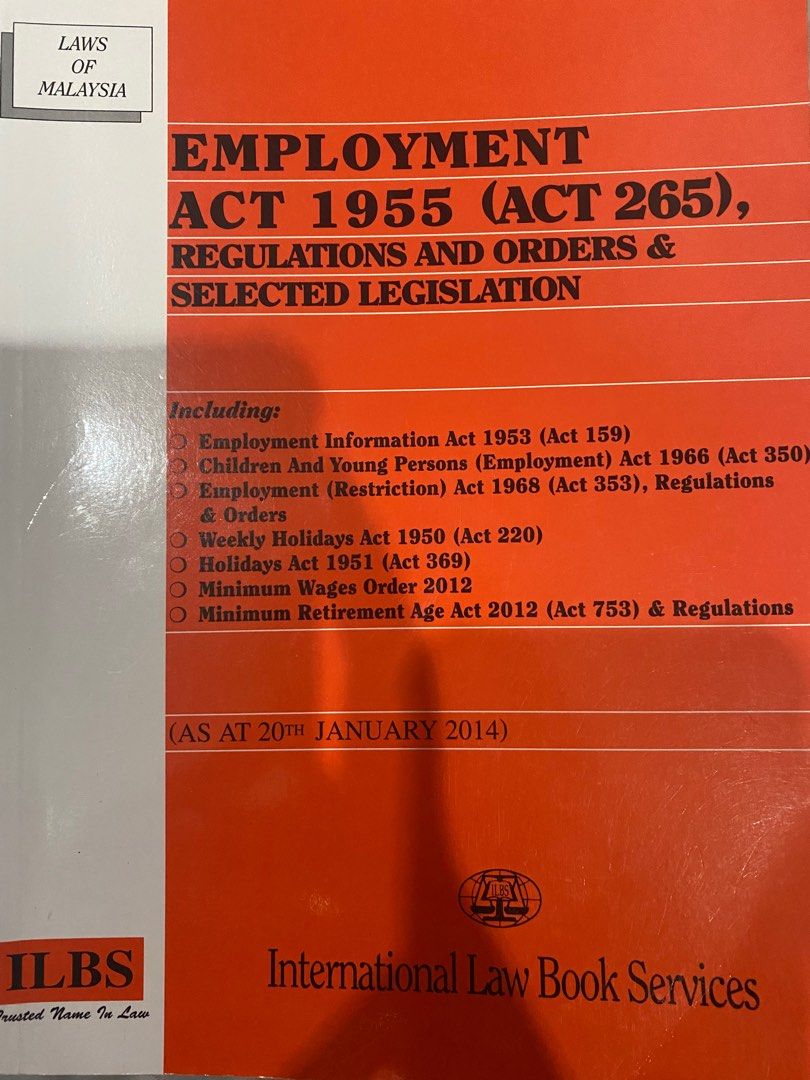 LAWS
OF
MALAYSIA
EMPLOYMENT
ACT 1955 (ACT 265),
REGULATIONS AND ORDERS &
SELECTED LEGISLATION
Including:
❍ Employment Information Act 1953 (Act 159)
❍ Children And Young Persons (Employment) Act 1966 (Act 350)
❍ Employment (Restriction) Act 1968 (Act 353), Regulations
& Orders
❍ Weekly Holidays Act 1950 (Act 220)
❍ Holidays Act 1951 (Act 369)
❍ Minimum Wages Order 2012
❍ Minimum Retirement Age Act 2012 (Act 753) & Regulations
(AS AT 20TH JANUARY 2014)
ILBS
International Law Book Services
ILBS
Trusted Name In Law